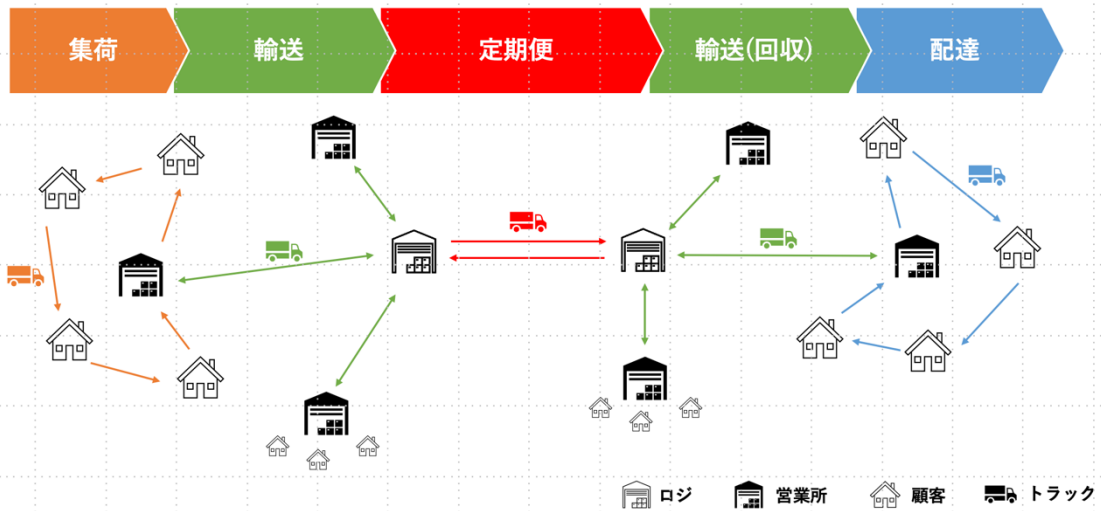 集荷
輸送
定期便
輸送(回収)
配達
ロジ
営業所
顧客
トラック